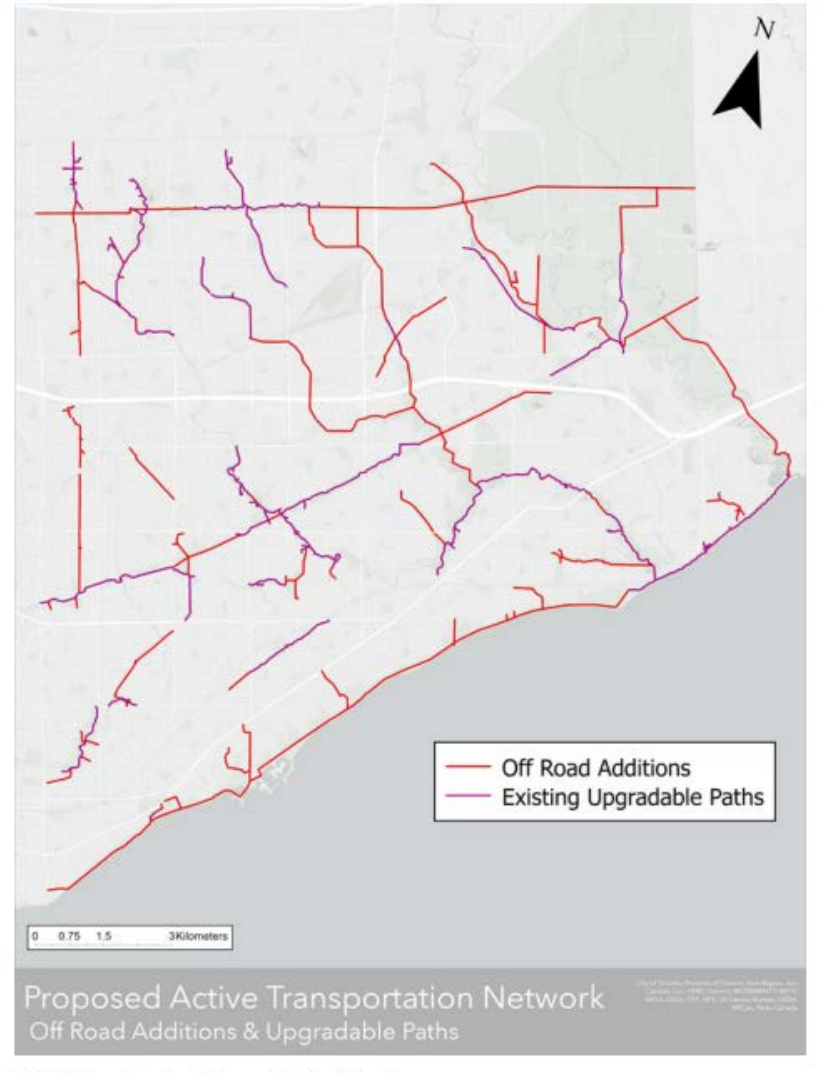 N
Off Road Additions
Existing Upgradable Paths
0 0.75 1.5 3Kilometers
Proposed Active Transportation Network
Off Road Additions & Upgradable Paths